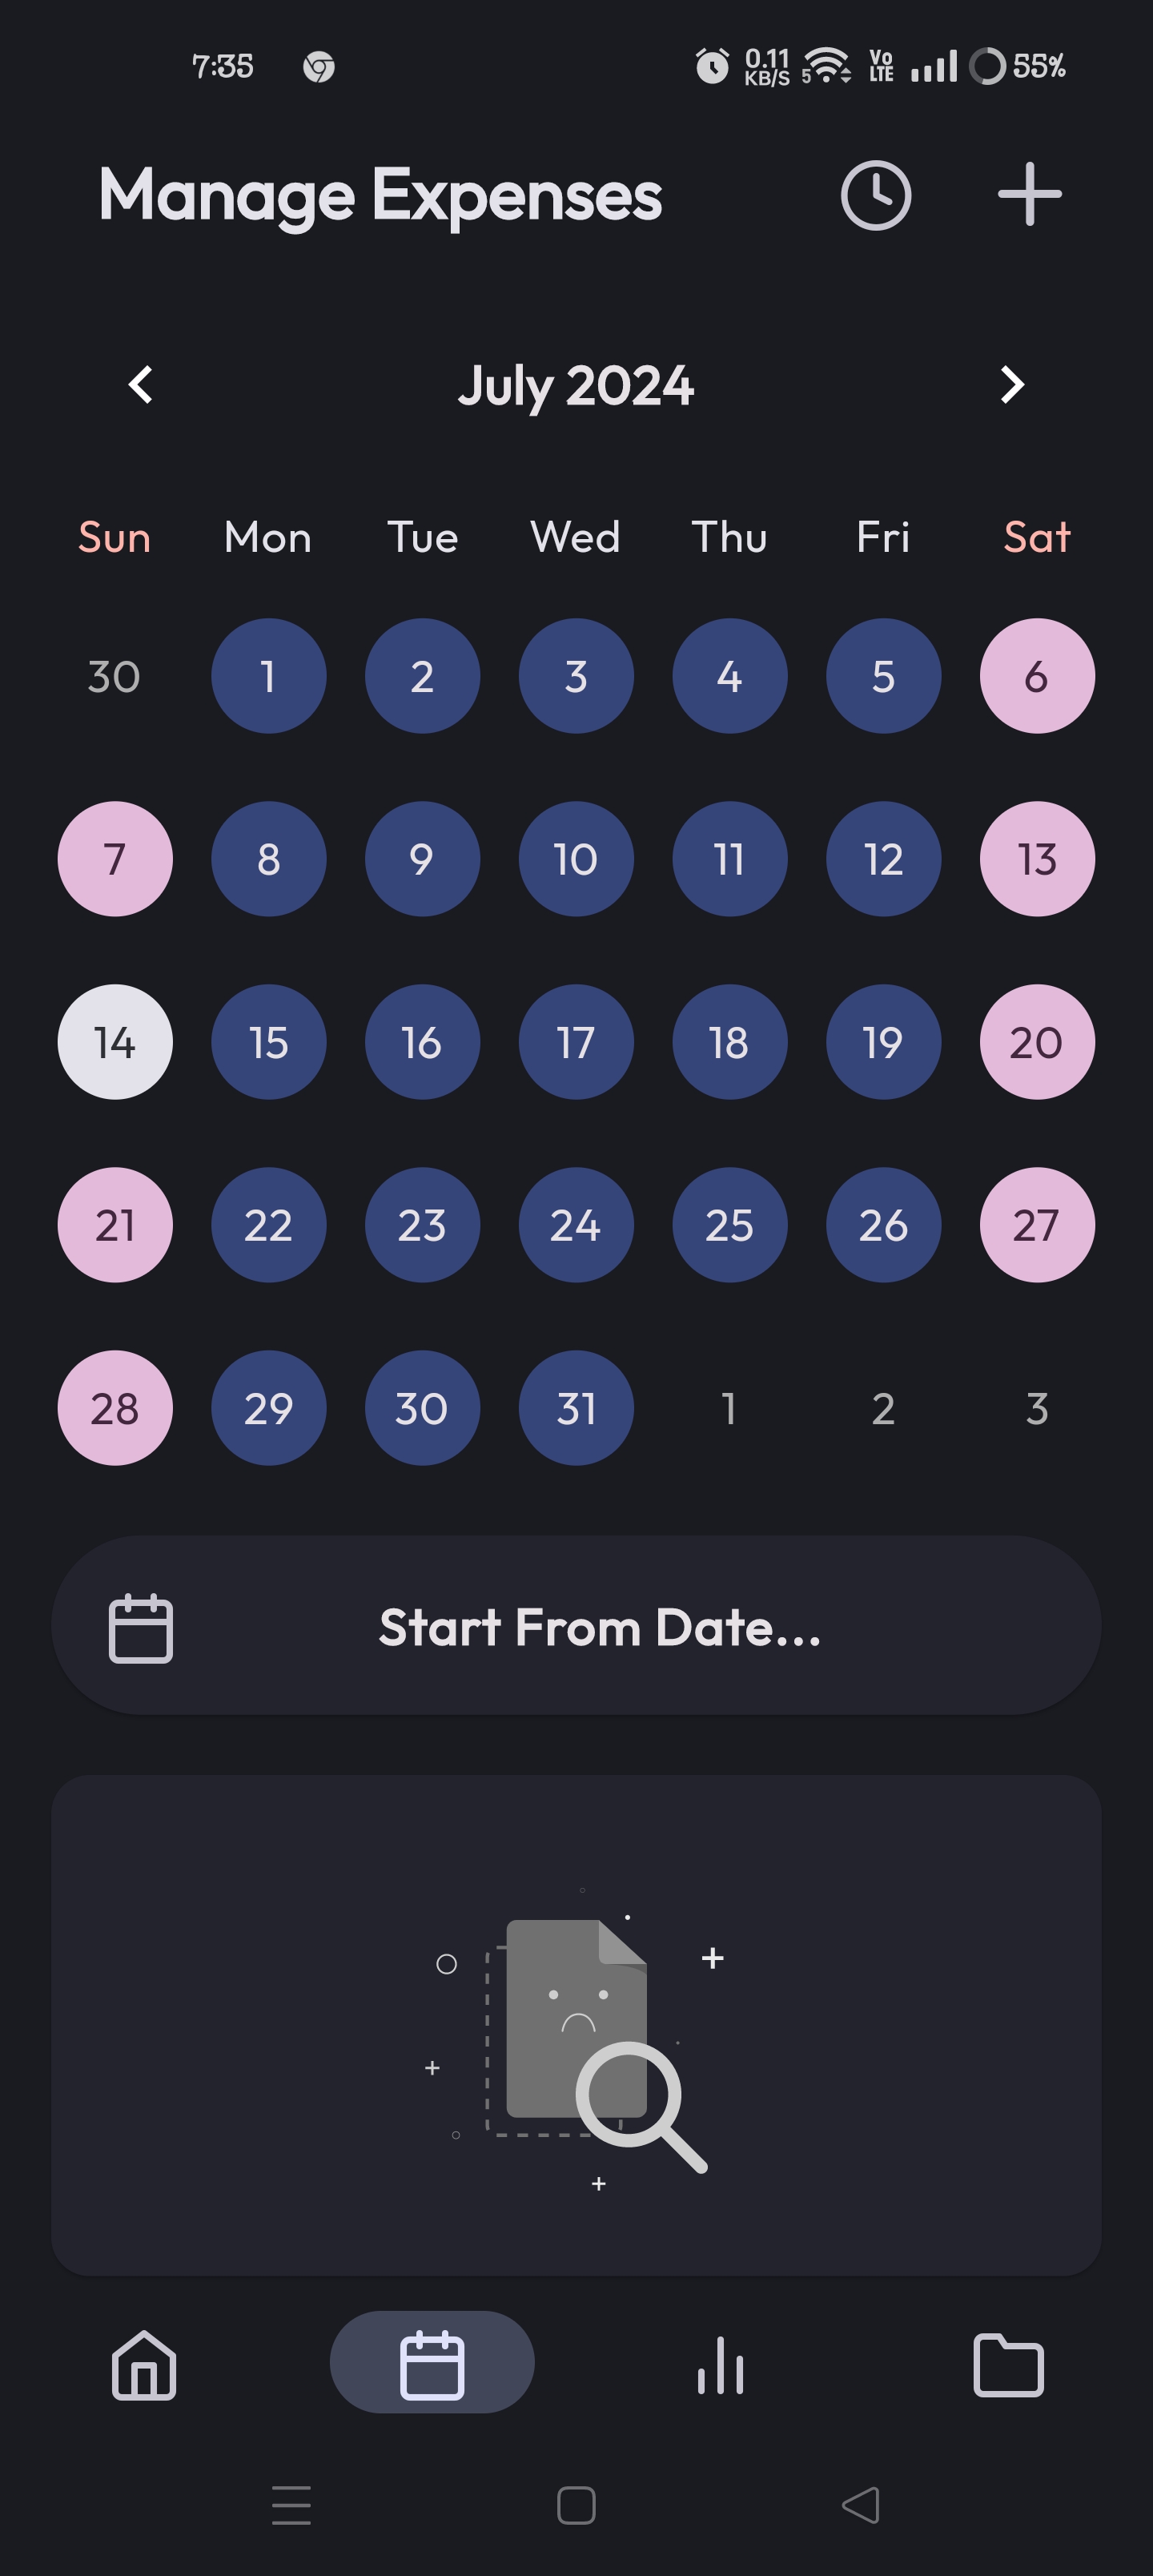 7:35 0.11 KB/S 5 Vo LTE 55%
Manage Expenses
July 2024
Sun Mon Tue Wed Thu Fri Sat
30 1 2 3 4 5 6
7 8 9 10 11 12 13
14 15 16 17 18 19 20
21 22 23 24 25 26 27
28 29 30 31 1 2 3
Start From Date...